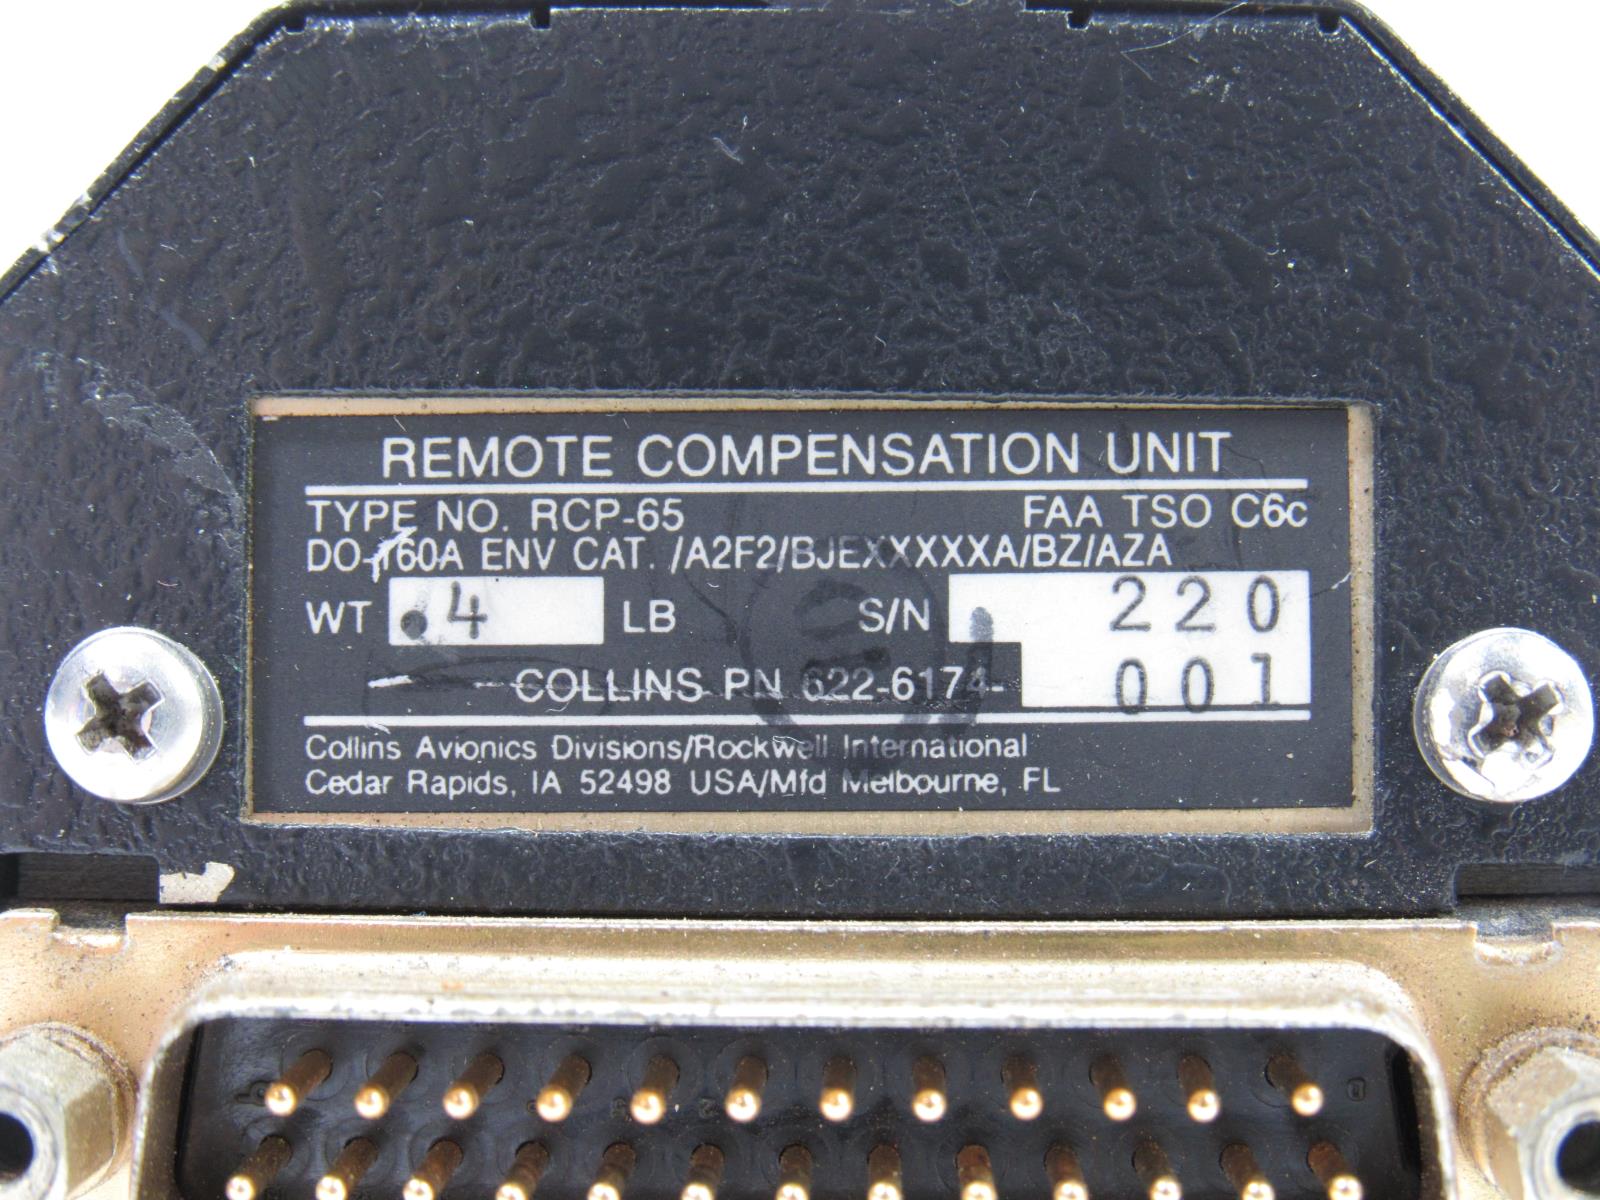 REMOTE COMPENSATION UNIT
TYPE NO. RCP-65 FAA TSO C6c
DO-160A ENV CAT. /A2F2/BJEXXXXXA/BZ/AZA
WT .4 LB S/N 220
COLLINS PN 622-6174- 001
Collins Avionics Divisions/Rockwell International
Cedar Rapids, IA 52498 USA/Mfd Melbourne, FL